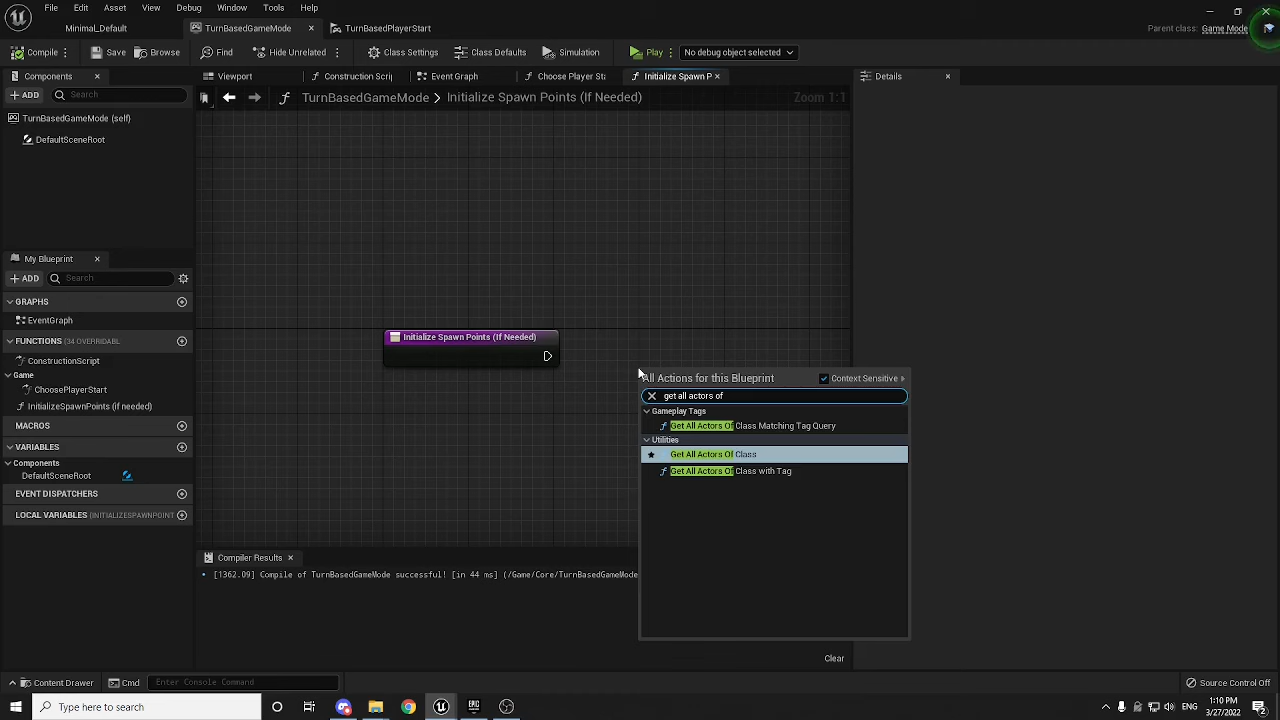 File Edit Asset View Debug Window Tools Help
Minimal_Default TurnBasedGameMode TurnBasedPlayerStart Parent class: Game Mode
Compile Save Browse Find Hide Unrelated Class Settings Class Defaults Simulation Play No debug object selected
Components Viewport Construction Scrip Event Graph Choose Player Sta Initialize Spawn P Details
ADD Search TurnBasedGameMode > Initialize Spawn Points (If Needed) Zoom 1:1
TurnBasedGameMode (self)
DefaultSceneRoot
My Blueprint
ADD Search
GRAPHS
EventGraph
FUNCTIONS (34 OVERRIDABL
ConstructionScript
Game
ChoosePlayerStart
InitializeSpawnPoints (if needed)
MACROS
VARIABLES
Components
DefaultSceneRoot
EVENT DISPATCHERS
LOCAL VARIABLES (INITIALIZESPAWNPOINT
Initialize Spawn Points (If Needed)
All Actions for this Blueprint Context Sensitive
get all actors of
Gameplay Tags
Get All Actors Of Class Matching Tag Query
Utilities
Get All Actors Of Class
Get All Actors Of Class with Tag
Compiler Results
[1362.09] Compile of TurnBasedGameMode successful! [in 44 ms] (/Game/Core/TurnBasedGameMode
Clear
Content Drawer Cmd Enter Console Command Source Control Off
Type here to search
EPIC
ENG
1:10 PM
3/27/2022